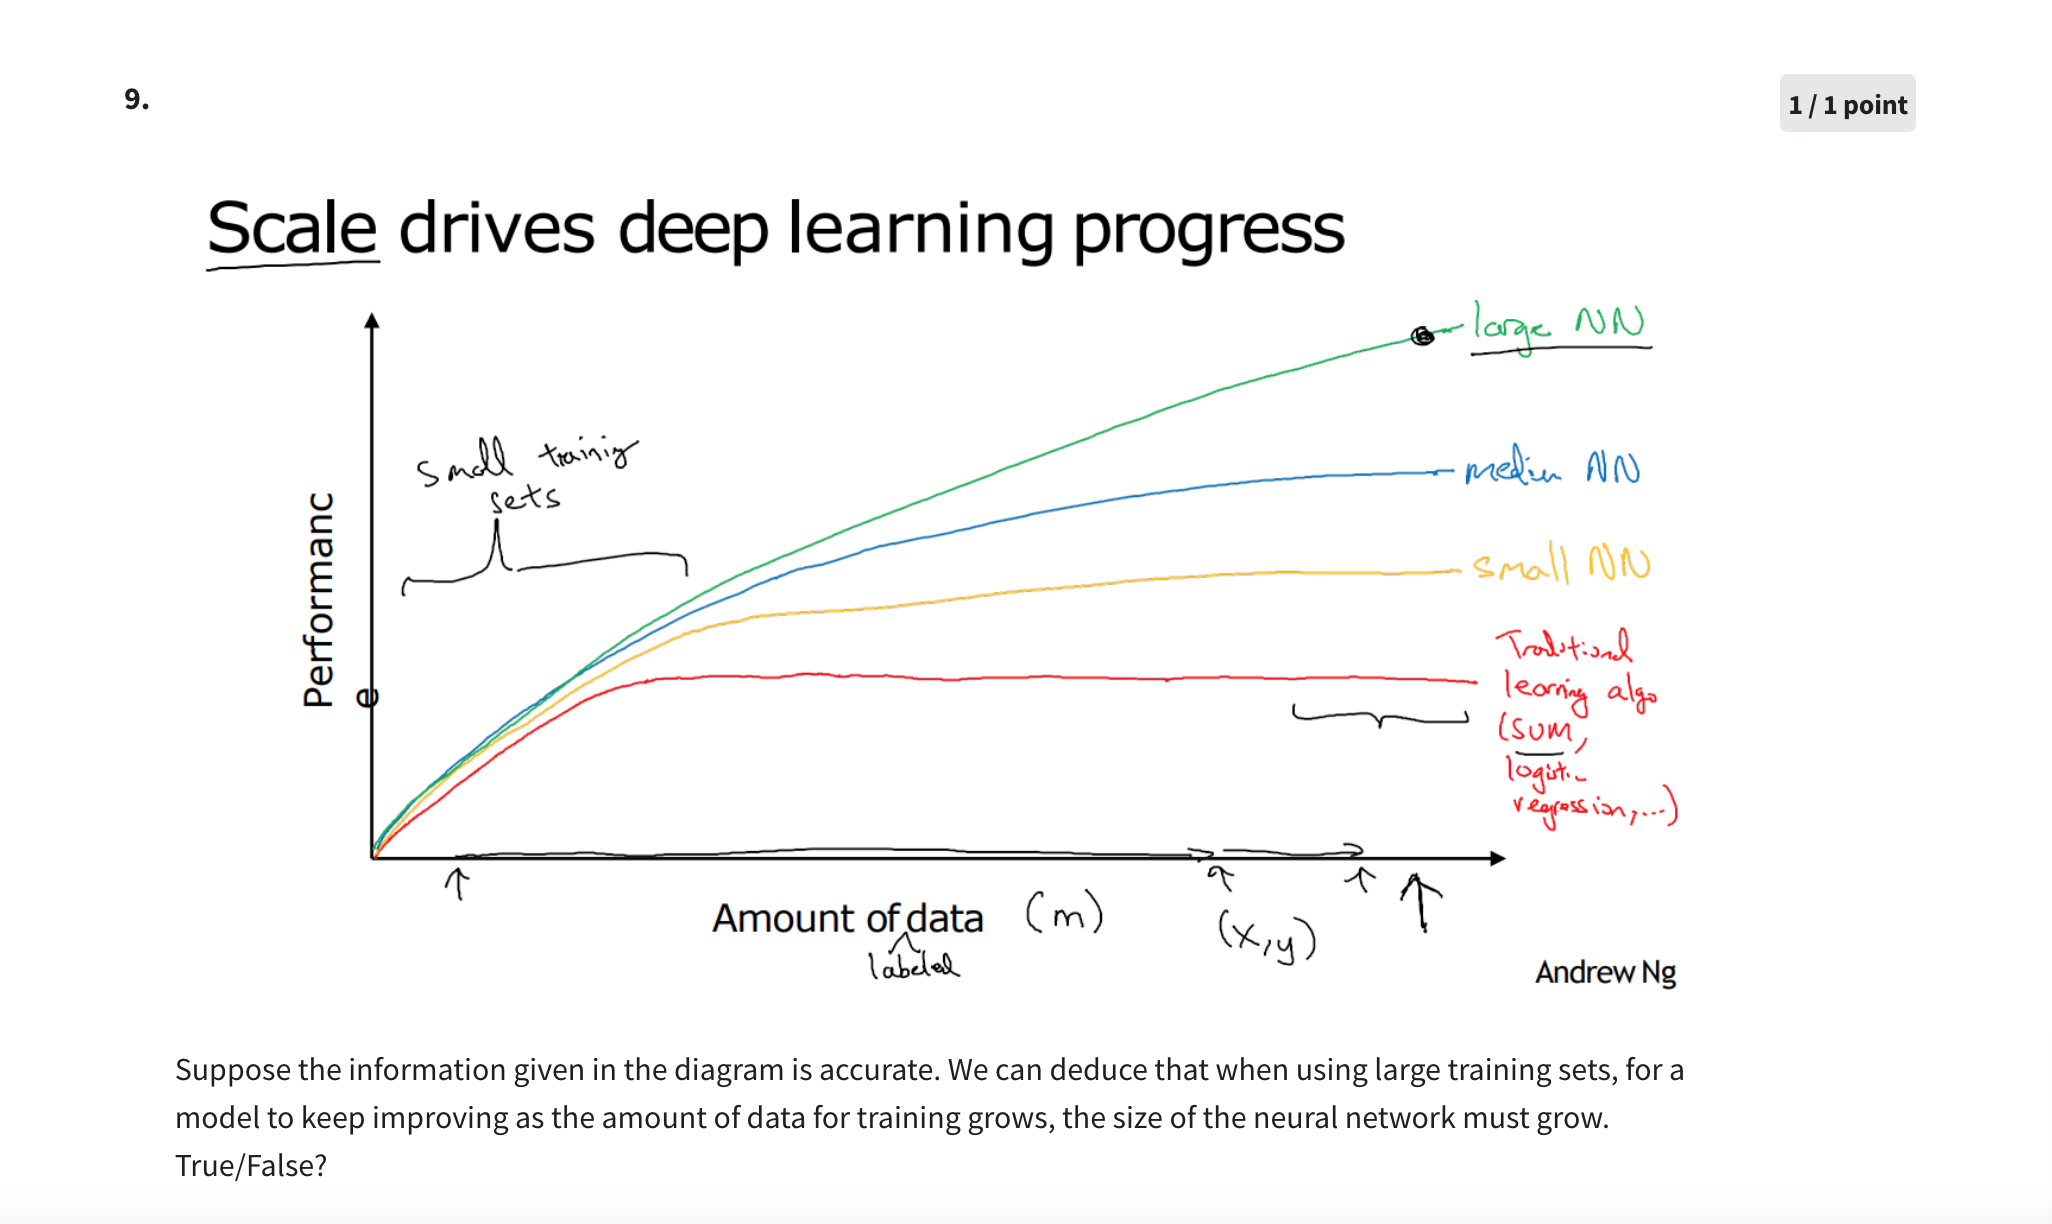 9.
1 / 1 point
Scale drives deep learning progress
large NN
small training
sets
medium NN
small NN
Performanc
e
Traditional
learning algo
(SVM,
logistic
regression,...)
Amount of data (m)
labeled
(x,y)
Andrew Ng
Suppose the information given in the diagram is accurate. We can deduce that when using large training sets, for a
model to keep improving as the amount of data for training grows, the size of the neural network must grow.
True/False?